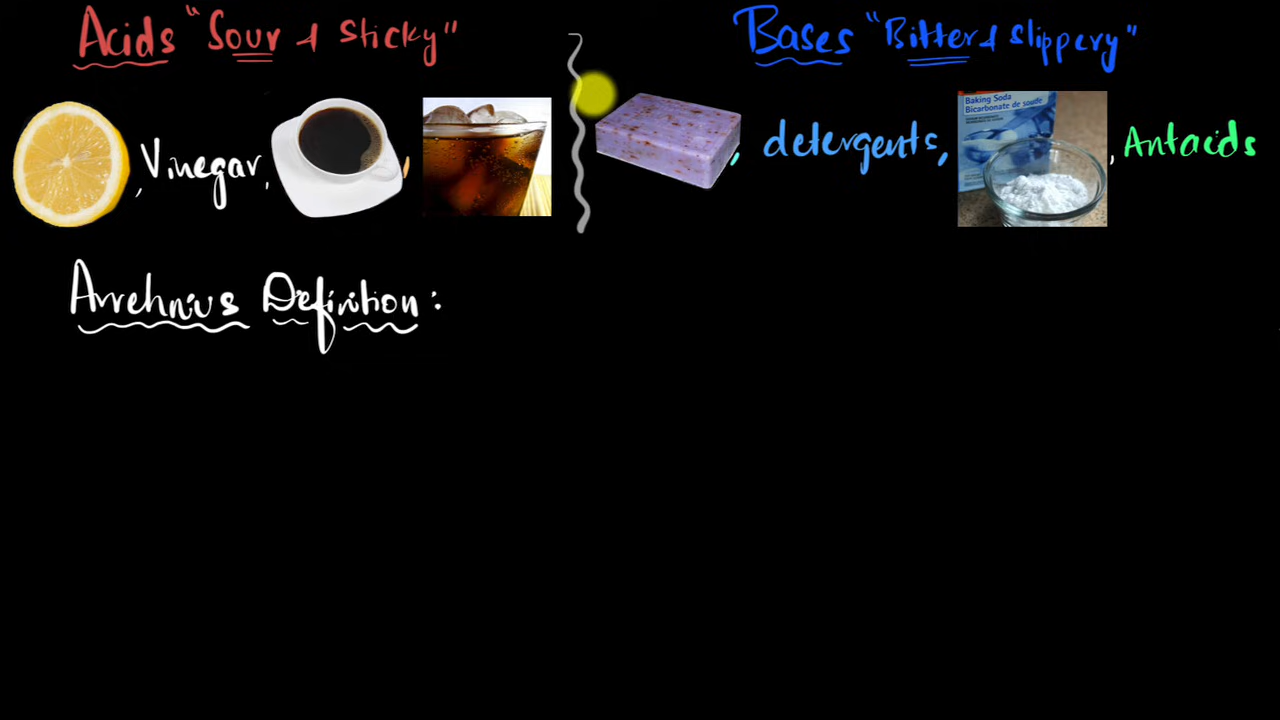 Acids "Sour & sticky"
Bases "Bitter & slippery"
, Vinegar, ,
, detergents, , Antacids
Baking Soda
Bicarbonate de soude
Arrehnius Definition: